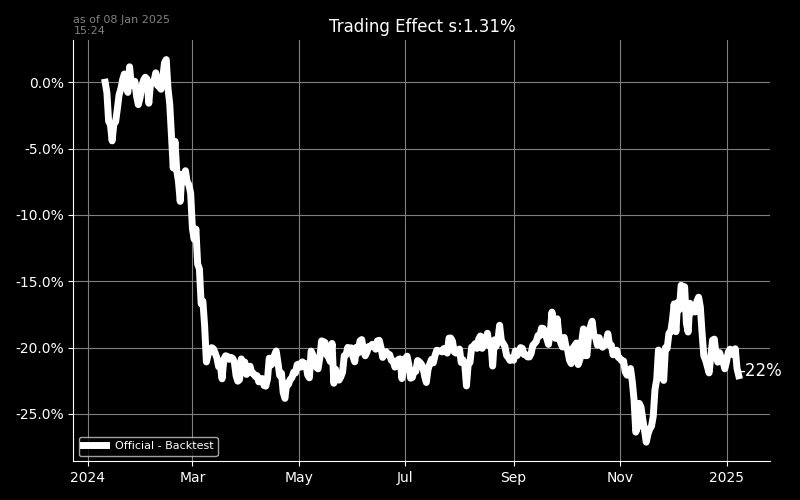 as of 08 Jan 2025
15:24
Trading Effect s:1.31%
0.0%
-5.0%
-10.0%
-15.0%
-20.0%
-25.0%
-22%
Official - Backtest
2024 Mar May Jul Sep Nov 2025